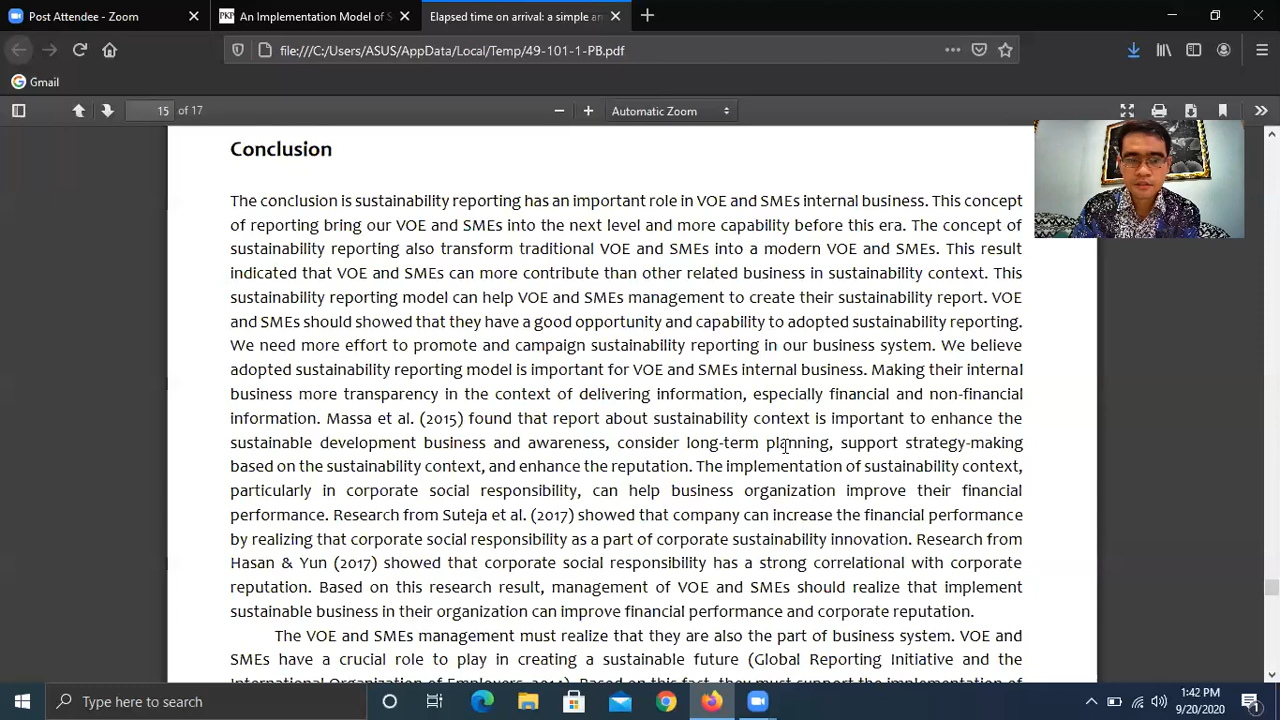 Post Attendee - Zoom
An Implementation Model of S
Elapsed time on arrival: a simple an
file:///C:/Users/ASUS/AppData/Local/Temp/49-101-1-PB.pdf
Gmail
15 of 17
Automatic Zoom
Conclusion
The conclusion is sustainability reporting has an important role in VOE and SMEs internal business. This concept
of reporting bring our VOE and SMEs into the next level and more capability before this era. The concept of
sustainability reporting also transform traditional VOE and SMEs into a modern VOE and SMEs. This result
indicated that VOE and SMEs can more contribute than other related business in sustainability context. This
sustainability reporting model can help VOE and SMEs management to create their sustainability report. VOE
and SMEs should showed that they have a good opportunity and capability to adopted sustainability reporting.
We need more effort to promote and campaign sustainability reporting in our business system. We believe
adopted sustainability reporting model is important for VOE and SMEs internal business. Making their internal
business more transparency in the context of delivering information, especially financial and non-financial
information. Massa et al. (2015) found that report about sustainability context is important to enhance the
sustainable development business and awareness, consider long-term planning, support strategy-making
based on the sustainability context, and enhance the reputation. The implementation of sustainability context,
particularly in corporate social responsibility, can help business organization improve their financial
performance. Research from Suteja et al. (2017) showed that company can increase the financial performance
by realizing that corporate social responsibility as a part of corporate sustainability innovation. Research from
Hasan & Yun (2017) showed that corporate social responsibility has a strong correlational with corporate
reputation. Based on this research result, management of VOE and SMEs should realize that implement
sustainable business in their organization can improve financial performance and corporate reputation.
The VOE and SMEs management must realize that they are also the part of business system. VOE and
SMEs have a crucial role to play in creating a sustainable future (Global Reporting Initiative and the
International Organization of Employers, 2014). Based on this fact, they must support the implementation of
Type here to search
1:42 PM
9/20/2020